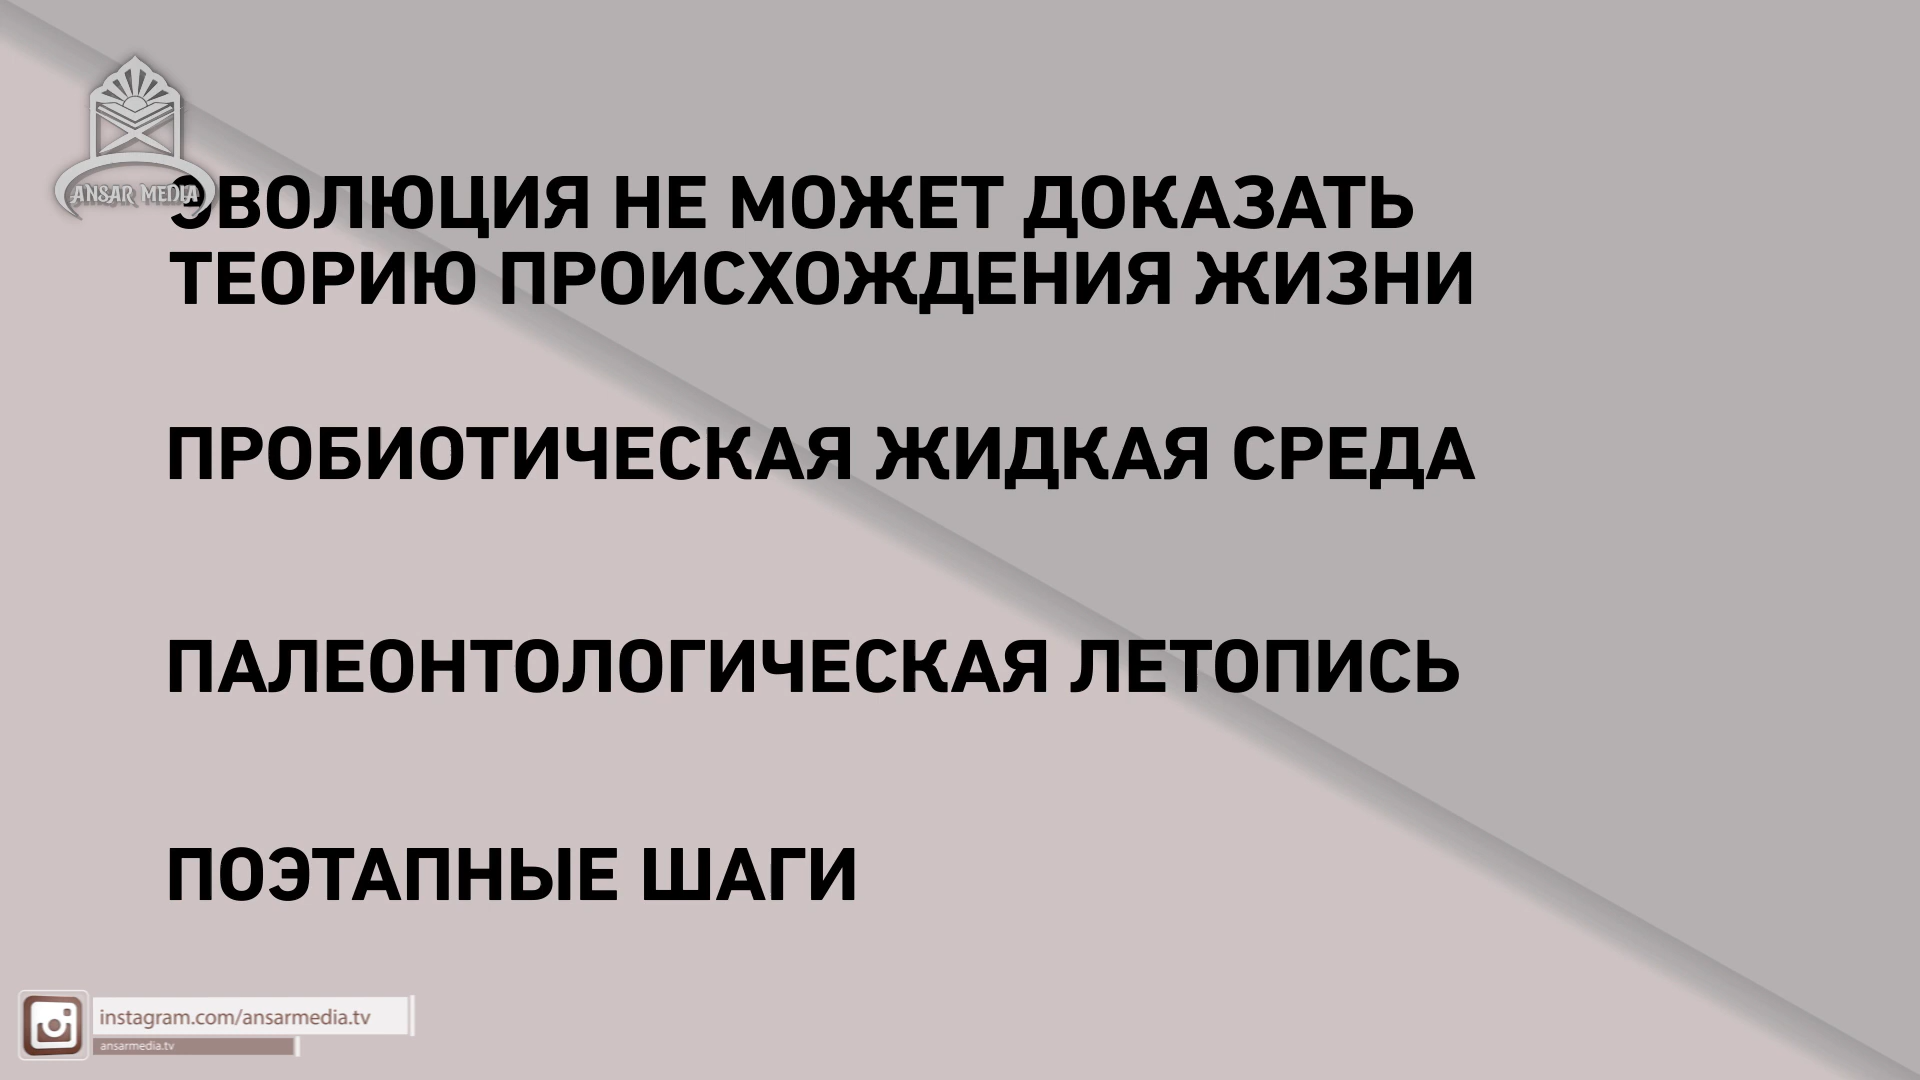 ANSAR MEDIA
ЭВОЛЮЦИЯ НЕ МОЖЕТ ДОКАЗАТЬ
ТЕОРИЮ ПРОИСХОЖДЕНИЯ ЖИЗНИ
ПРОБИОТИЧЕСКАЯ ЖИДКАЯ СРЕДА
ПАЛЕОНТОЛОГИЧЕСКАЯ ЛЕТОПИСЬ
ПОЭТАПНЫЕ ШАГИ
instagram.com/ansarmedia.tv
ansarmedia.tv